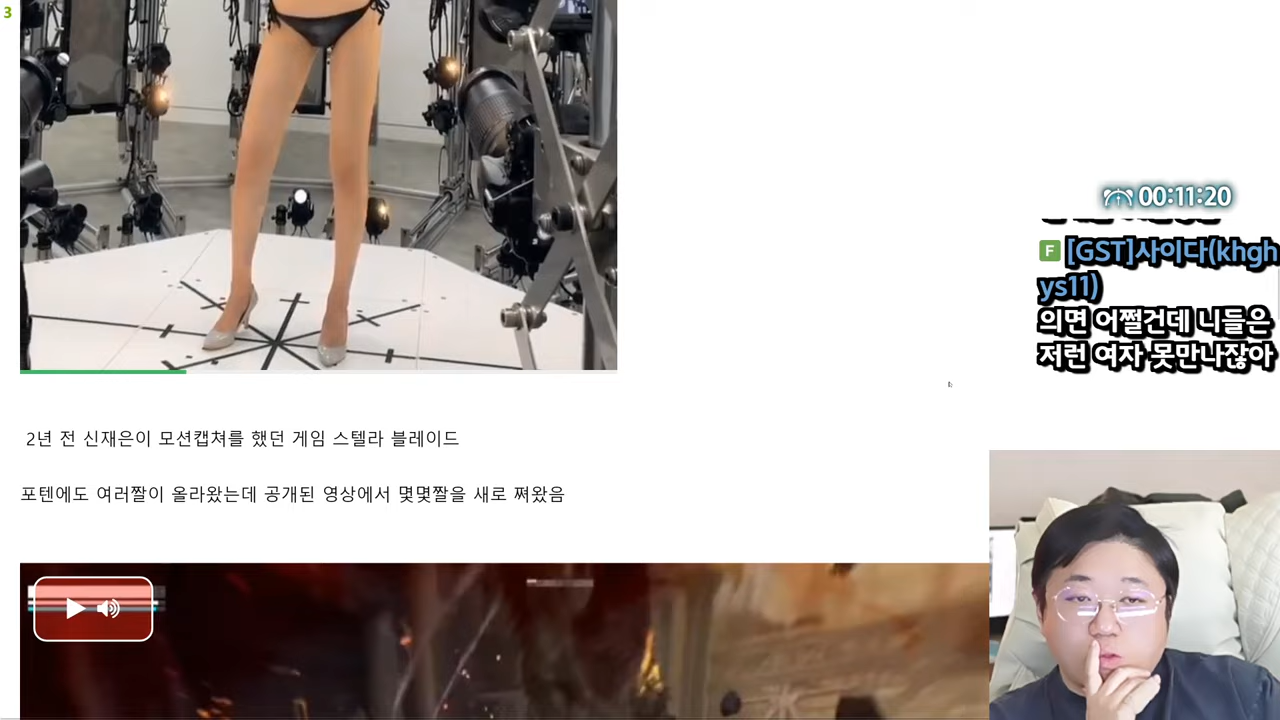 3
00:11:20
F [GST]사이다(khgh
ys11)
의면 어쩔건데 니들은
저런 여자 못만나잖아
2년 전 신재은이 모션캡쳐를 했던 게임 스텔라 블레이드
포텐에도 여러짤이 올라왔는데 공개된 영상에서 몇몇짤을 새로 쪄왔음